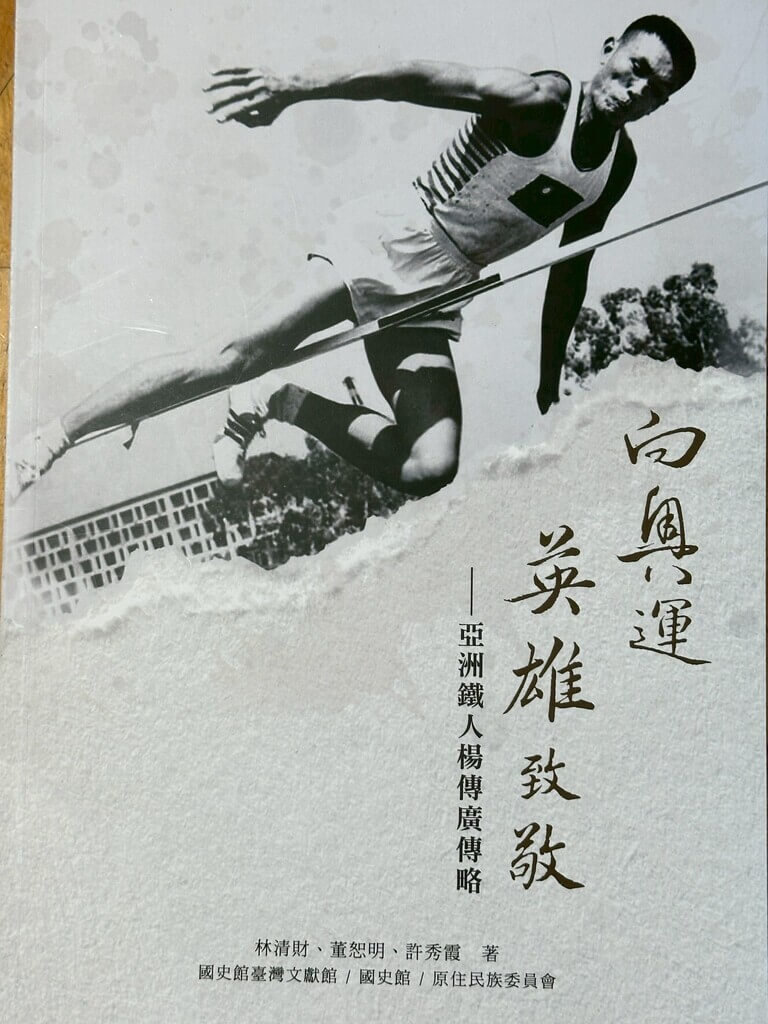 向奧運
英雄致敬
——亞洲鐵人楊傳廣傳略
林清財、董恕明、許秀霞　著
國史館臺灣文獻館 / 國史館 / 原住民族委員會